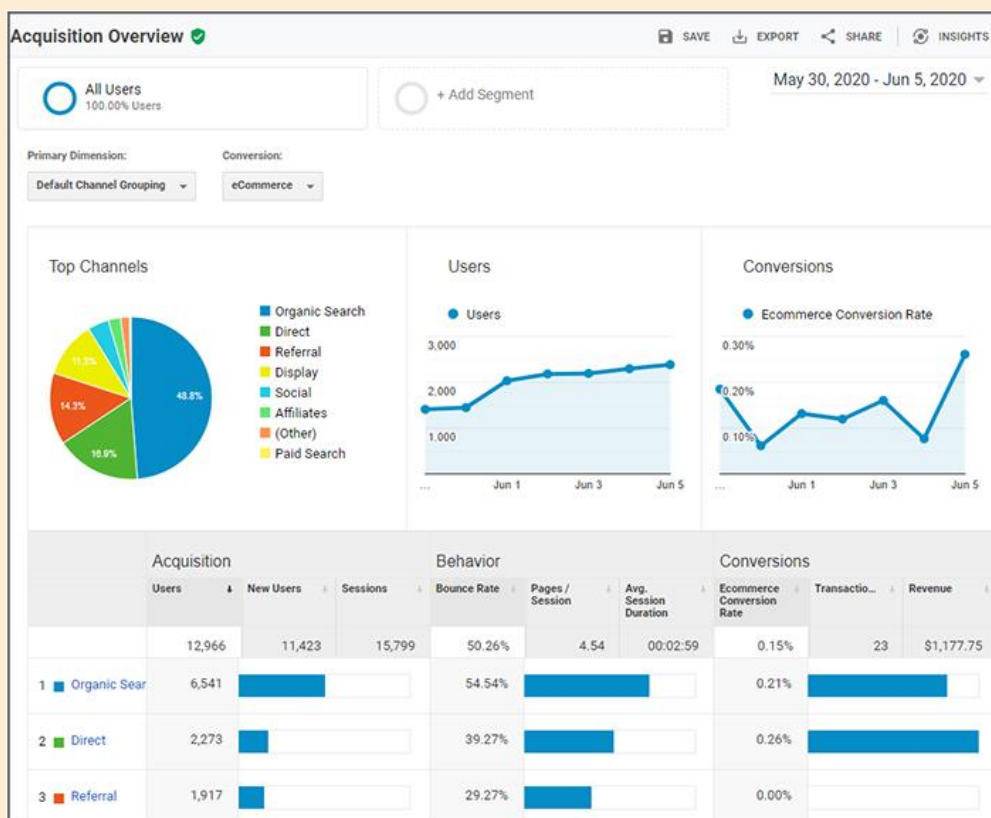 Acquisition Overview
SAVE EXPORT SHARE INSIGHTS
All Users
100.00% Users
+ Add Segment
May 30, 2020 - Jun 5, 2020
Primary Dimension: Conversion:
Default Channel Grouping eCommerce
Top Channels
48.8%
16.9%
14.3%
11.3%
Organic Search
Direct
Referral
Display
Social
Affiliates
(Other)
Paid Search
Users
Users
3,000
2,000
1,000
... Jun 1 Jun 3 Jun 5
Conversions
Ecommerce Conversion Rate
0.30%
0.20%
0.10%
... Jun 1 Jun 3 Jun 5
Acquisition Behavior Conversions
Users New Users Sessions Bounce Rate Pages / Session Avg. Session Duration Ecommerce Conversion Rate Transactio... Revenue
12,966 11,423 15,799 50.26% 4.54 00:02:59 0.15% 23 $1,177.75
1 Organic Sear 6,541 54.54% 0.21%
2 Direct 2,273 39.27% 0.26%
3 Referral 1,917 29.27% 0.00%